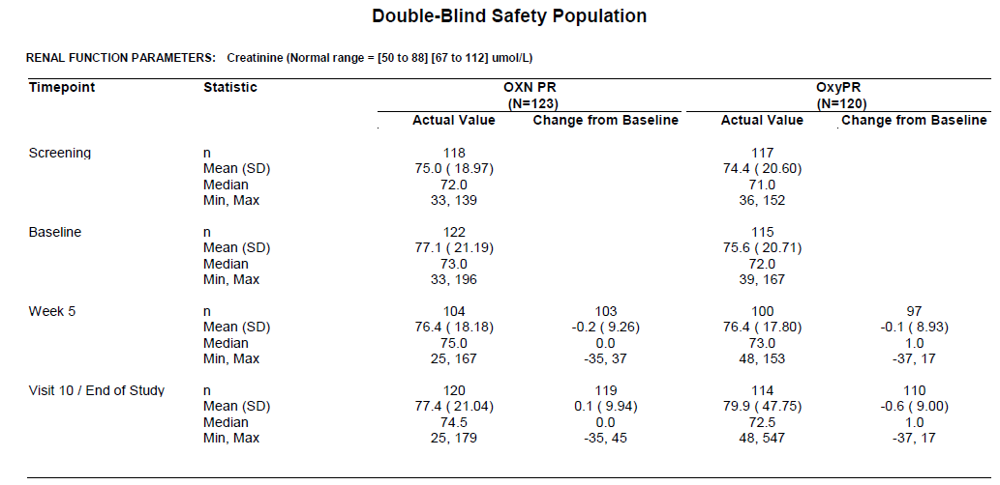 Double-Blind Safety Population
RENAL FUNCTION PARAMETERS: Creatinine (Normal range = [50 to 88] [67 to 112] umol/L)
Timepoint Statistic OXN PR OxyPR
(N=123) (N=120)
Actual Value Change from Baseline Actual Value Change from Baseline
Screening n 118 117
Mean (SD) 75.0 ( 18.97) 74.4 ( 20.60)
Median 72.0 71.0
Min, Max 33, 139 36, 152
Baseline n 122 115
Mean (SD) 77.1 ( 21.19) 75.6 ( 20.71)
Median 73.0 72.0
Min, Max 33, 196 39, 167
Week 5 n 104 103 100 97
Mean (SD) 76.4 ( 18.18) -0.2 ( 9.26) 76.4 ( 17.80) -0.1 ( 8.93)
Median 75.0 0.0 73.0 1.0
Min, Max 25, 167 -35, 37 48, 153 -37, 17
Visit 10 / End of Study n 120 119 114 110
Mean (SD) 77.4 ( 21.04) 0.1 ( 9.94) 79.9 ( 47.75) -0.6 ( 9.00)
Median 74.5 0.0 72.5 1.0
Min, Max 25, 179 -35, 45 48, 547 -37, 17